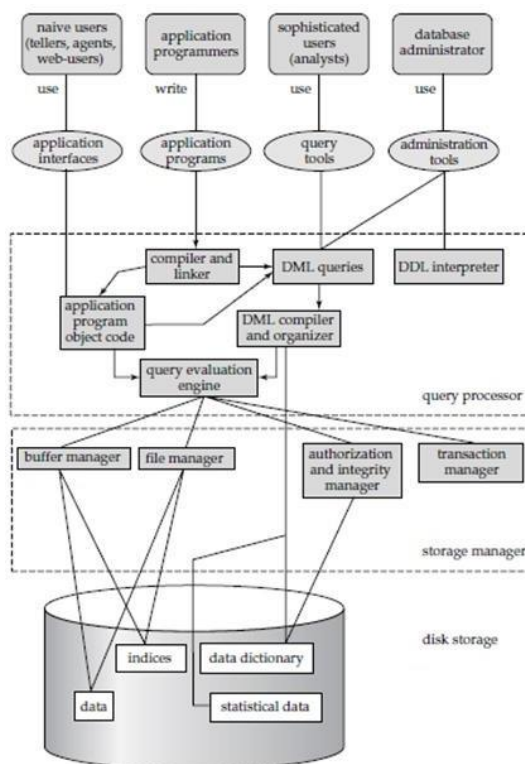 naive users
(tellers, agents,
web-users)
application
programmers
sophisticated
users
(analysts)
database
administrator
use
write
use
use
application
interfaces
application
programs
query
tools
administration
tools
compiler and
linker
DML queries
DDL interpreter
application
program
object code
DML compiler
and organizer
query evaluation
engine
query processor
buffer manager
file manager
authorization
and integrity
manager
transaction
manager
storage manager
disk storage
indices
data dictionary
data
statistical data